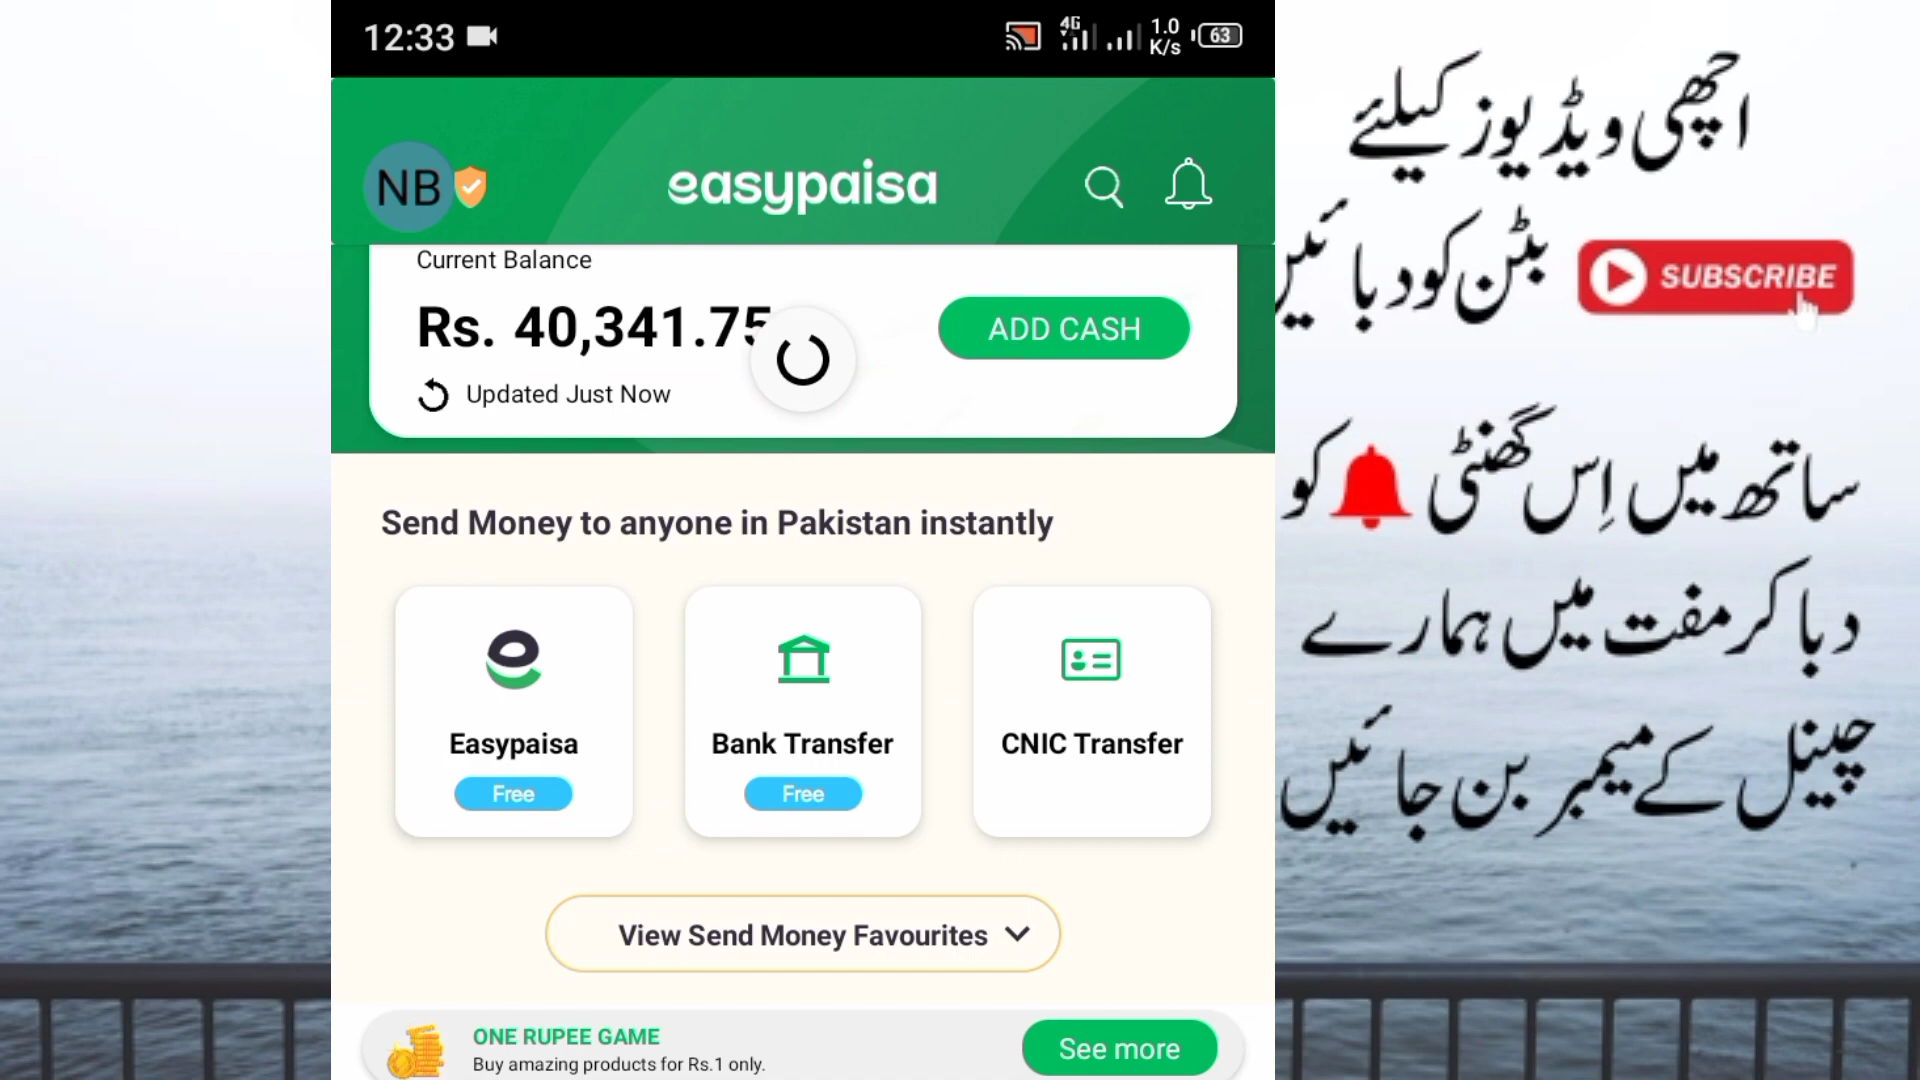 12:33
4G
1.0 K/s
63
NB
easypaisa
Current Balance
Rs. 40,341.75
ADD CASH
Updated Just Now
Send Money to anyone in Pakistan instantly
Easypaisa
Free
Bank Transfer
Free
CNIC Transfer
View Send Money Favourites
ONE RUPEE GAME
Buy amazing products for Rs.1 only.
See more
اچھی ویڈیوز کیلئے
SUBSCRIBE بٹن کو دبائیں
ساتھ میں اِس گھنٹی کو
دبا کر مفت میں ہمارے
چینل کے میمبر بن جائیں